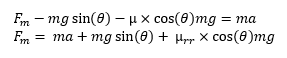 F_m − mg sin(θ) − μ × cos(θ)mg = ma
F_m = ma + mg sin(θ) + μ_rr × cos(θ)mg